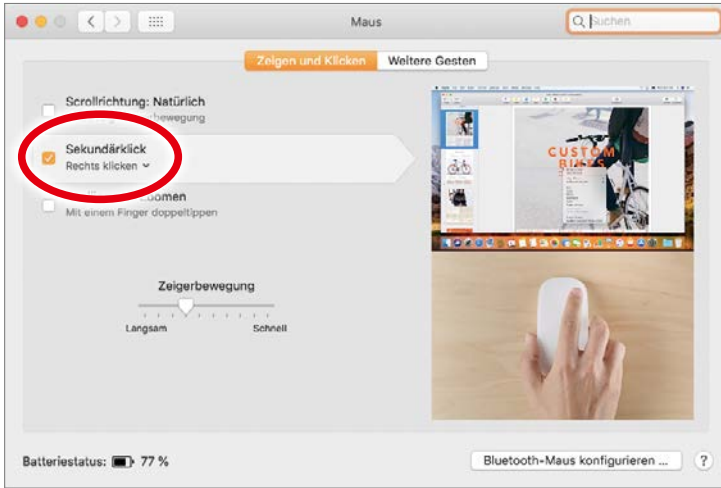 Maus
Suchen
Zeigen und Klicken
Weitere Gesten
Scrollrichtung: Natürlich
Sekundärklick
Rechts klicken
Mit einem Finger doppeltippen
Zeigerbewegung
Langsam
Schnell
CUSTOM
BIKES
Batteriestatus: 77 %
Bluetooth-Maus konfigurieren ...
?